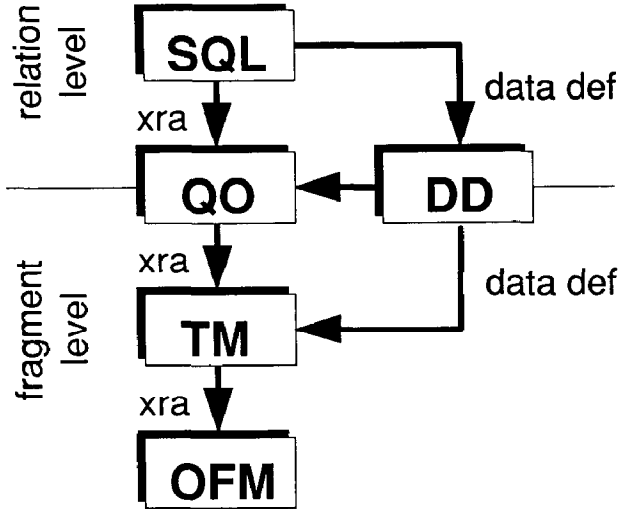 relation
level
SQL
data def
xra
QO
DD
xra
data def
fragment
level
TM
xra
OFM